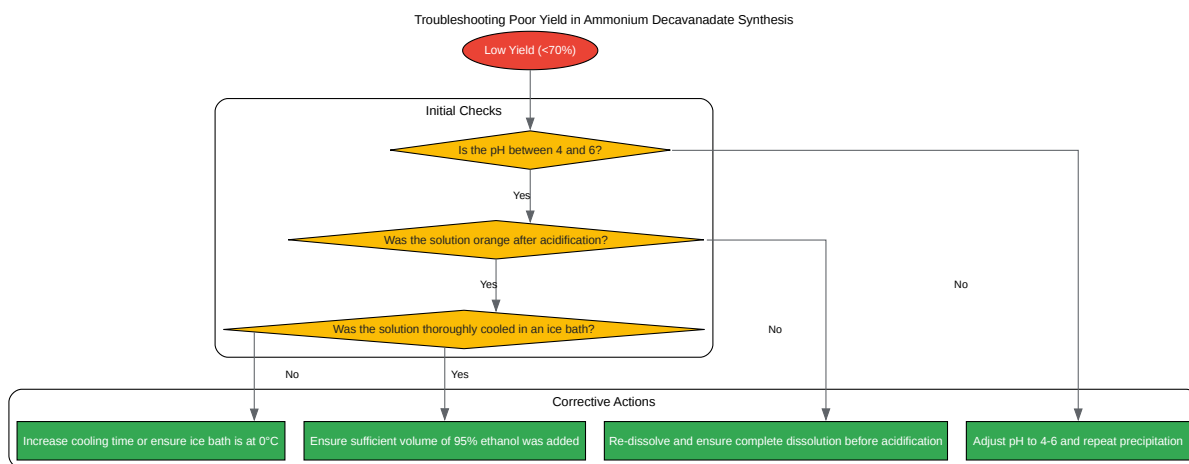 Troubleshooting Poor Yield in Ammonium Decavanadate Synthesis
Low Yield (<70%)
Initial Checks
Is the pH between 4 and 6?
Yes
Was the solution orange after acidification?
Yes
No
Was the solution thoroughly cooled in an ice bath?
No
No
Yes
Corrective Actions
Increase cooling time or ensure ice bath is at 0°C
Ensure sufficient volume of 95% ethanol was added
Re-dissolve and ensure complete dissolution before acidification
Adjust pH to 4-6 and repeat precipitation